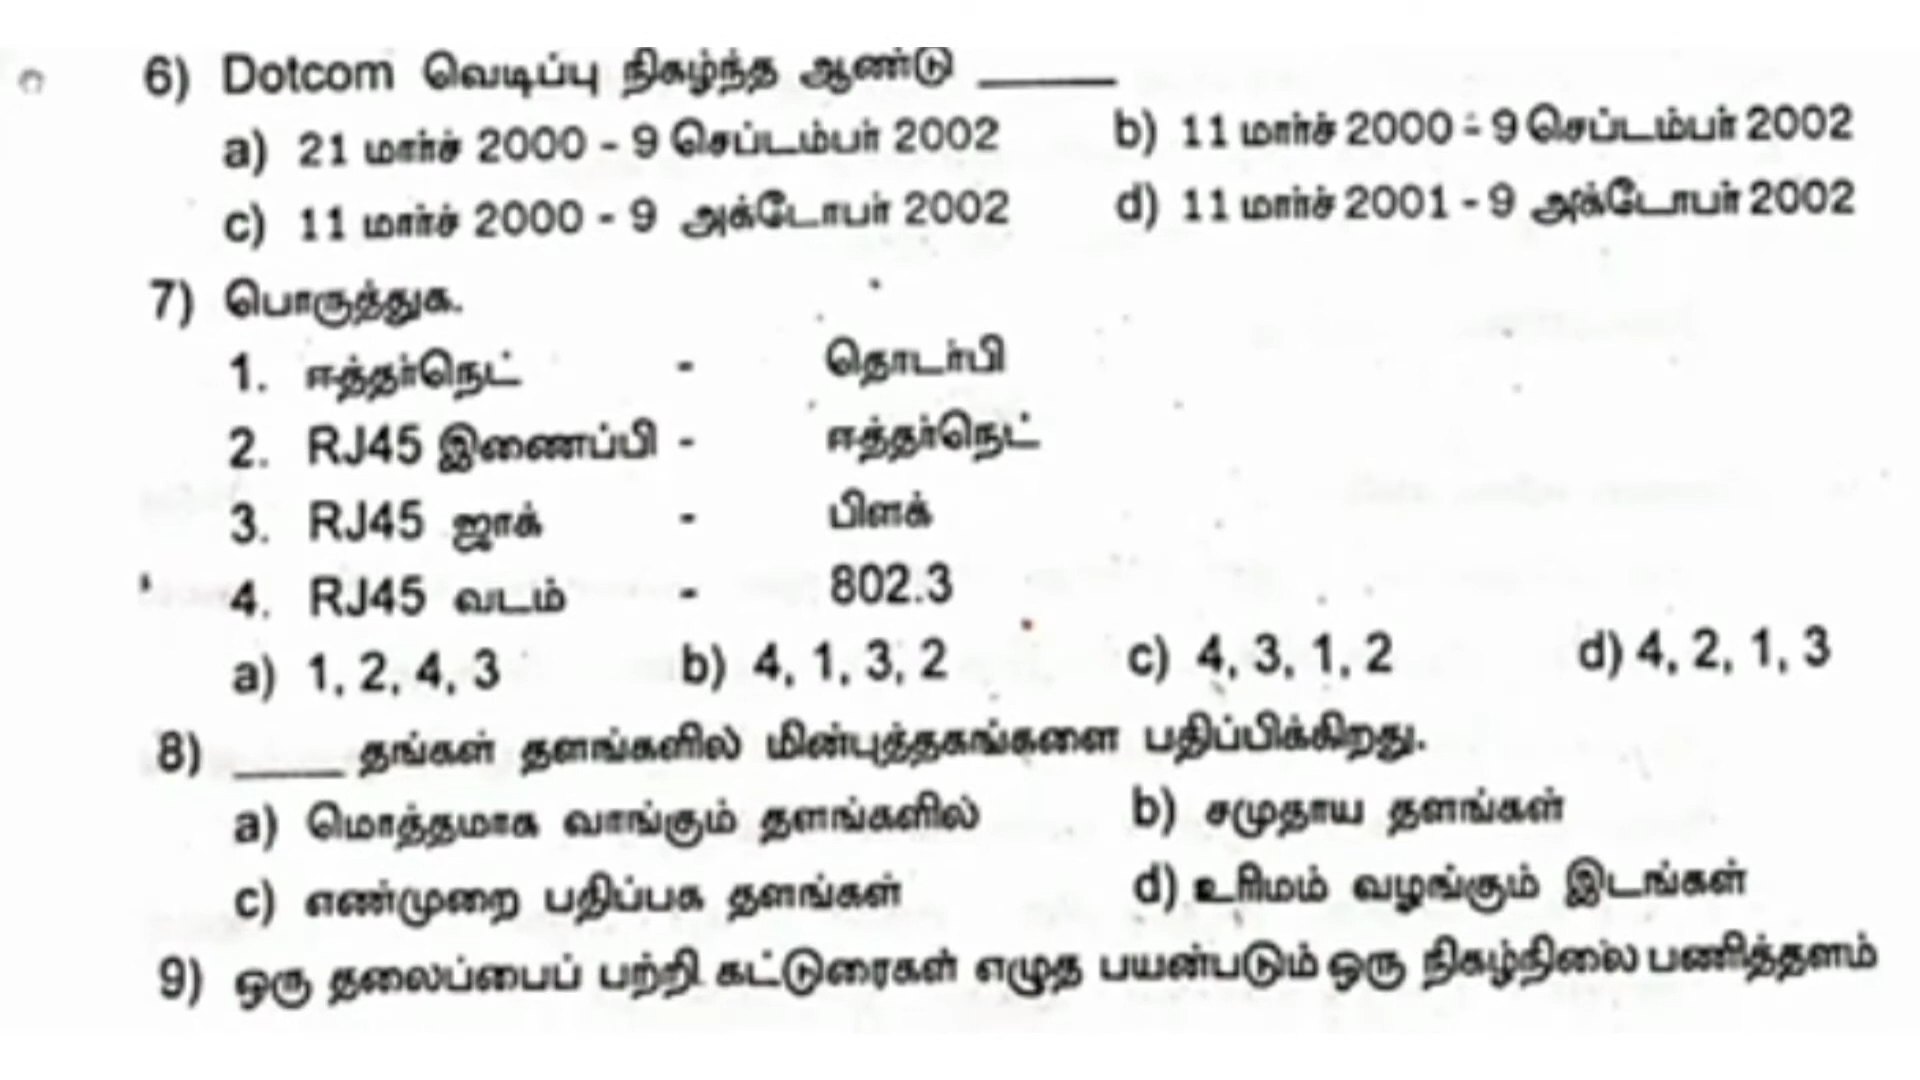 6) Dotcom வெடிப்பு நிகழ்ந்த ஆண்டு ______
a) 21 மார்ச் 2000 - 9 செப்டம்பர் 2002 b) 11 மார்ச் 2000 - 9 செப்டம்பர் 2002
c) 11 மார்ச் 2000 - 9 அக்டோபர் 2002 d) 11 மார்ச் 2001 - 9 அக்டோபர் 2002
7) பொருத்துக.
1. ஈத்தர்நெட் - தொடர்பி
2. RJ45 இணைப்பி - ஈத்தர்நெட்
3. RJ45 ஜாக் - பிளக்
4. RJ45 வடம் - 802.3
a) 1, 2, 4, 3 b) 4, 1, 3, 2 c) 4, 3, 1, 2 d) 4, 2, 1, 3
8) _____ தங்கள் தளங்களில் மின்புத்தகங்களை பதிப்பிக்கிறது.
a) மொத்தமாக வாங்கும் தளங்களில் b) சமுதாய தளங்கள்
c) எண்முறை பதிப்பக தளங்கள் d) உரிமம் வழங்கும் இடங்கள்
9) ஒரு தலைப்பைப் பற்றி கட்டுரைகள் எழுத பயன்படும் ஒரு நிகழ்நிலை பணித்தளம்